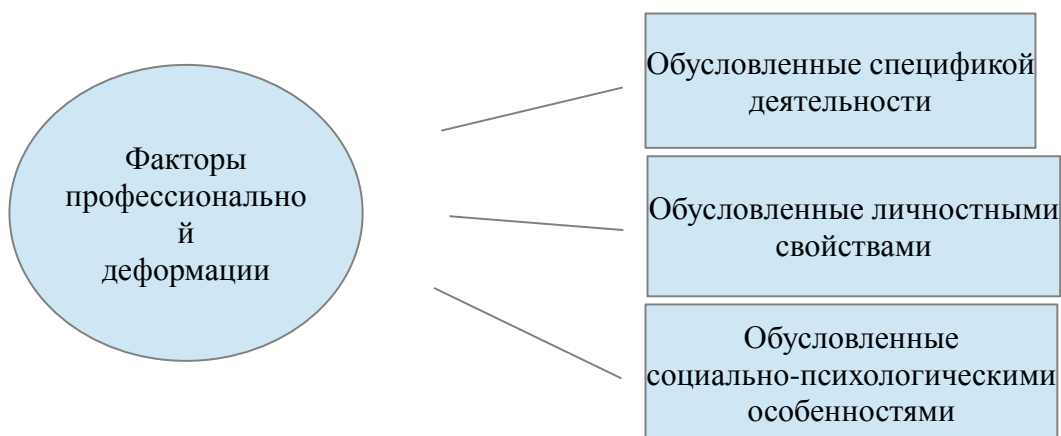 Факторы
профессионально
й
деформации
Обусловленные спецификой
деятельности
Обусловленные личностными
свойствами
Обусловленные
социально-психологическими
особенностями